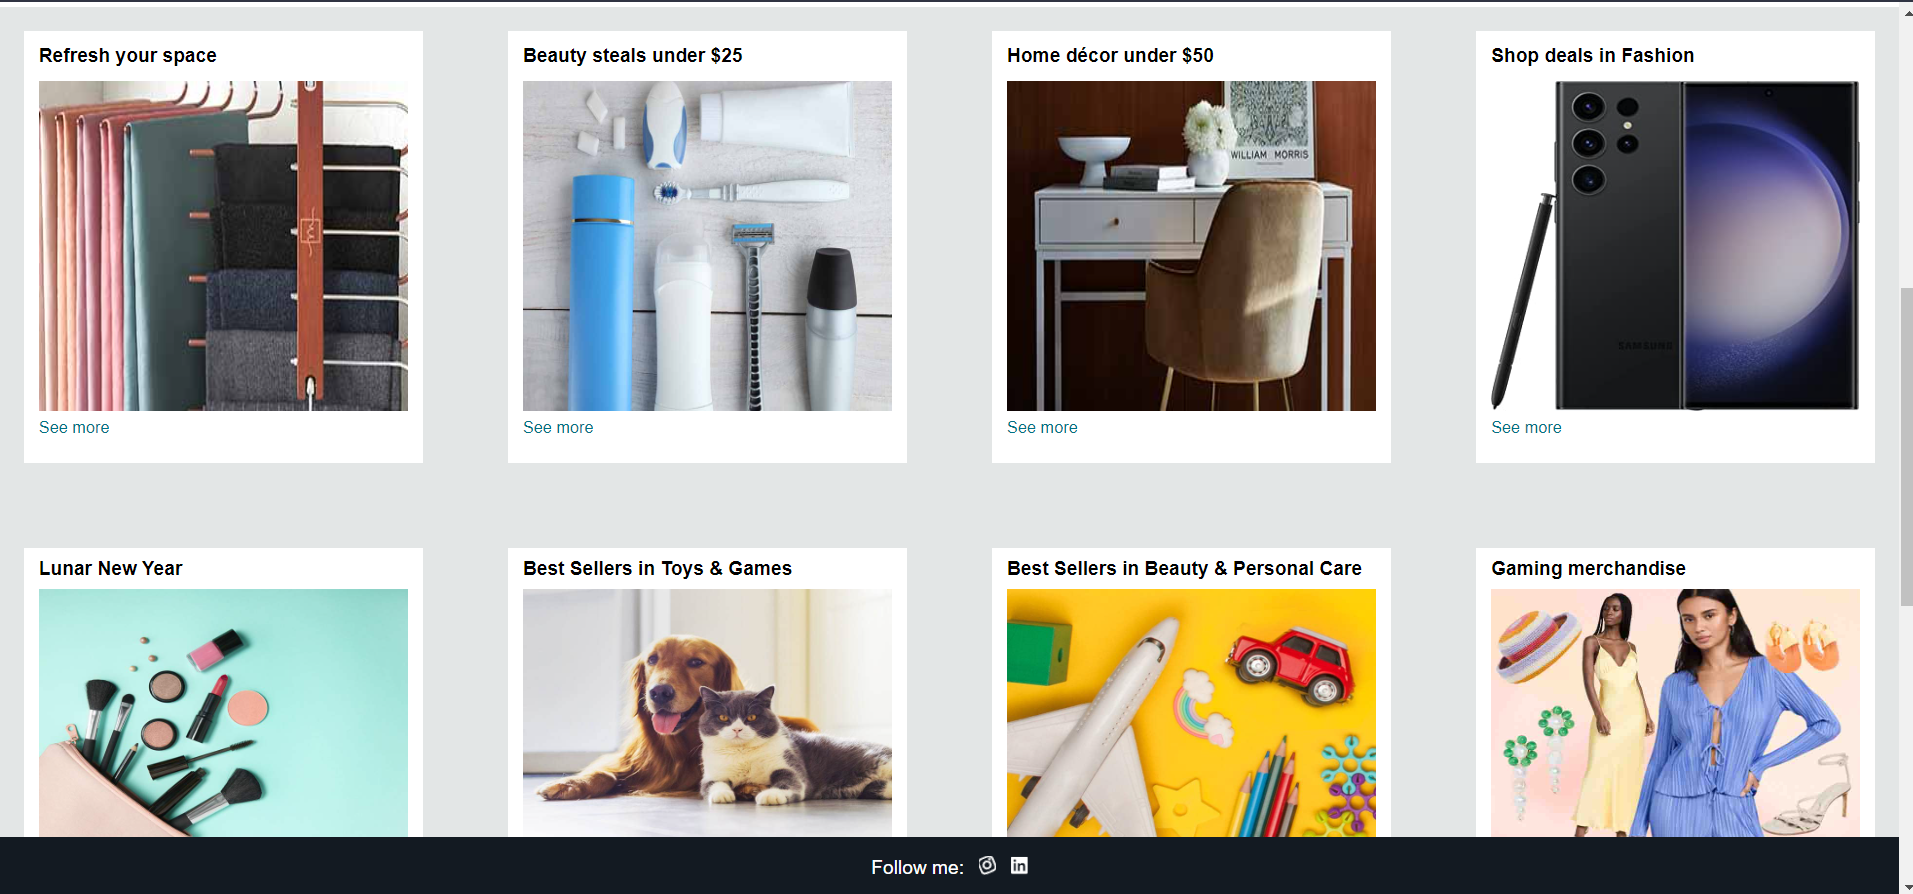 Refresh your space
Beauty steals under $25
Home décor under $50
Shop deals in Fashion
WILLIAM MORRIS
SAMSUNG
See more
See more
See more
See more
Lunar New Year
Best Sellers in Toys & Games
Best Sellers in Beauty & Personal Care
Gaming merchandise
Follow me:
in